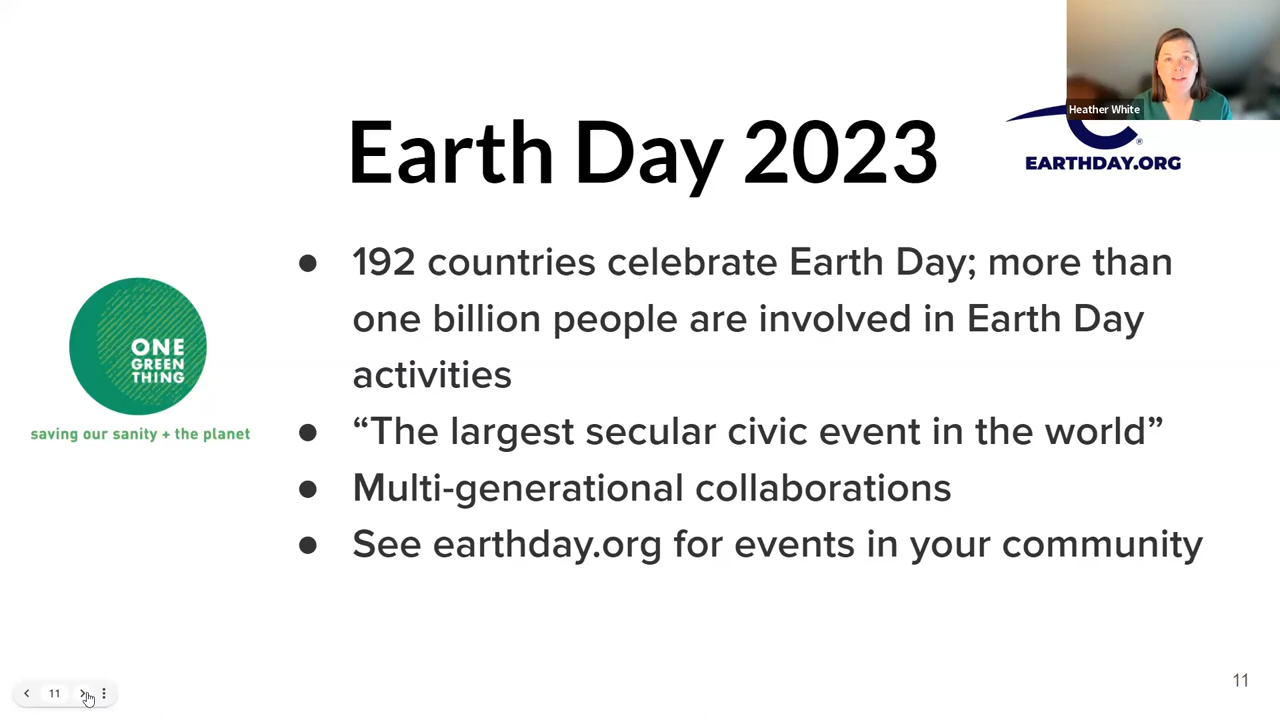 Heather White
Earth Day 2023
®
EARTHDAY.ORG
● 192 countries celebrate Earth Day; more than
one billion people are involved in Earth Day
activities
● “The largest secular civic event in the world”
● Multi-generational collaborations
● See earthday.org for events in your community
ONE
GREEN
THING
saving our sanity + the planet
11
11